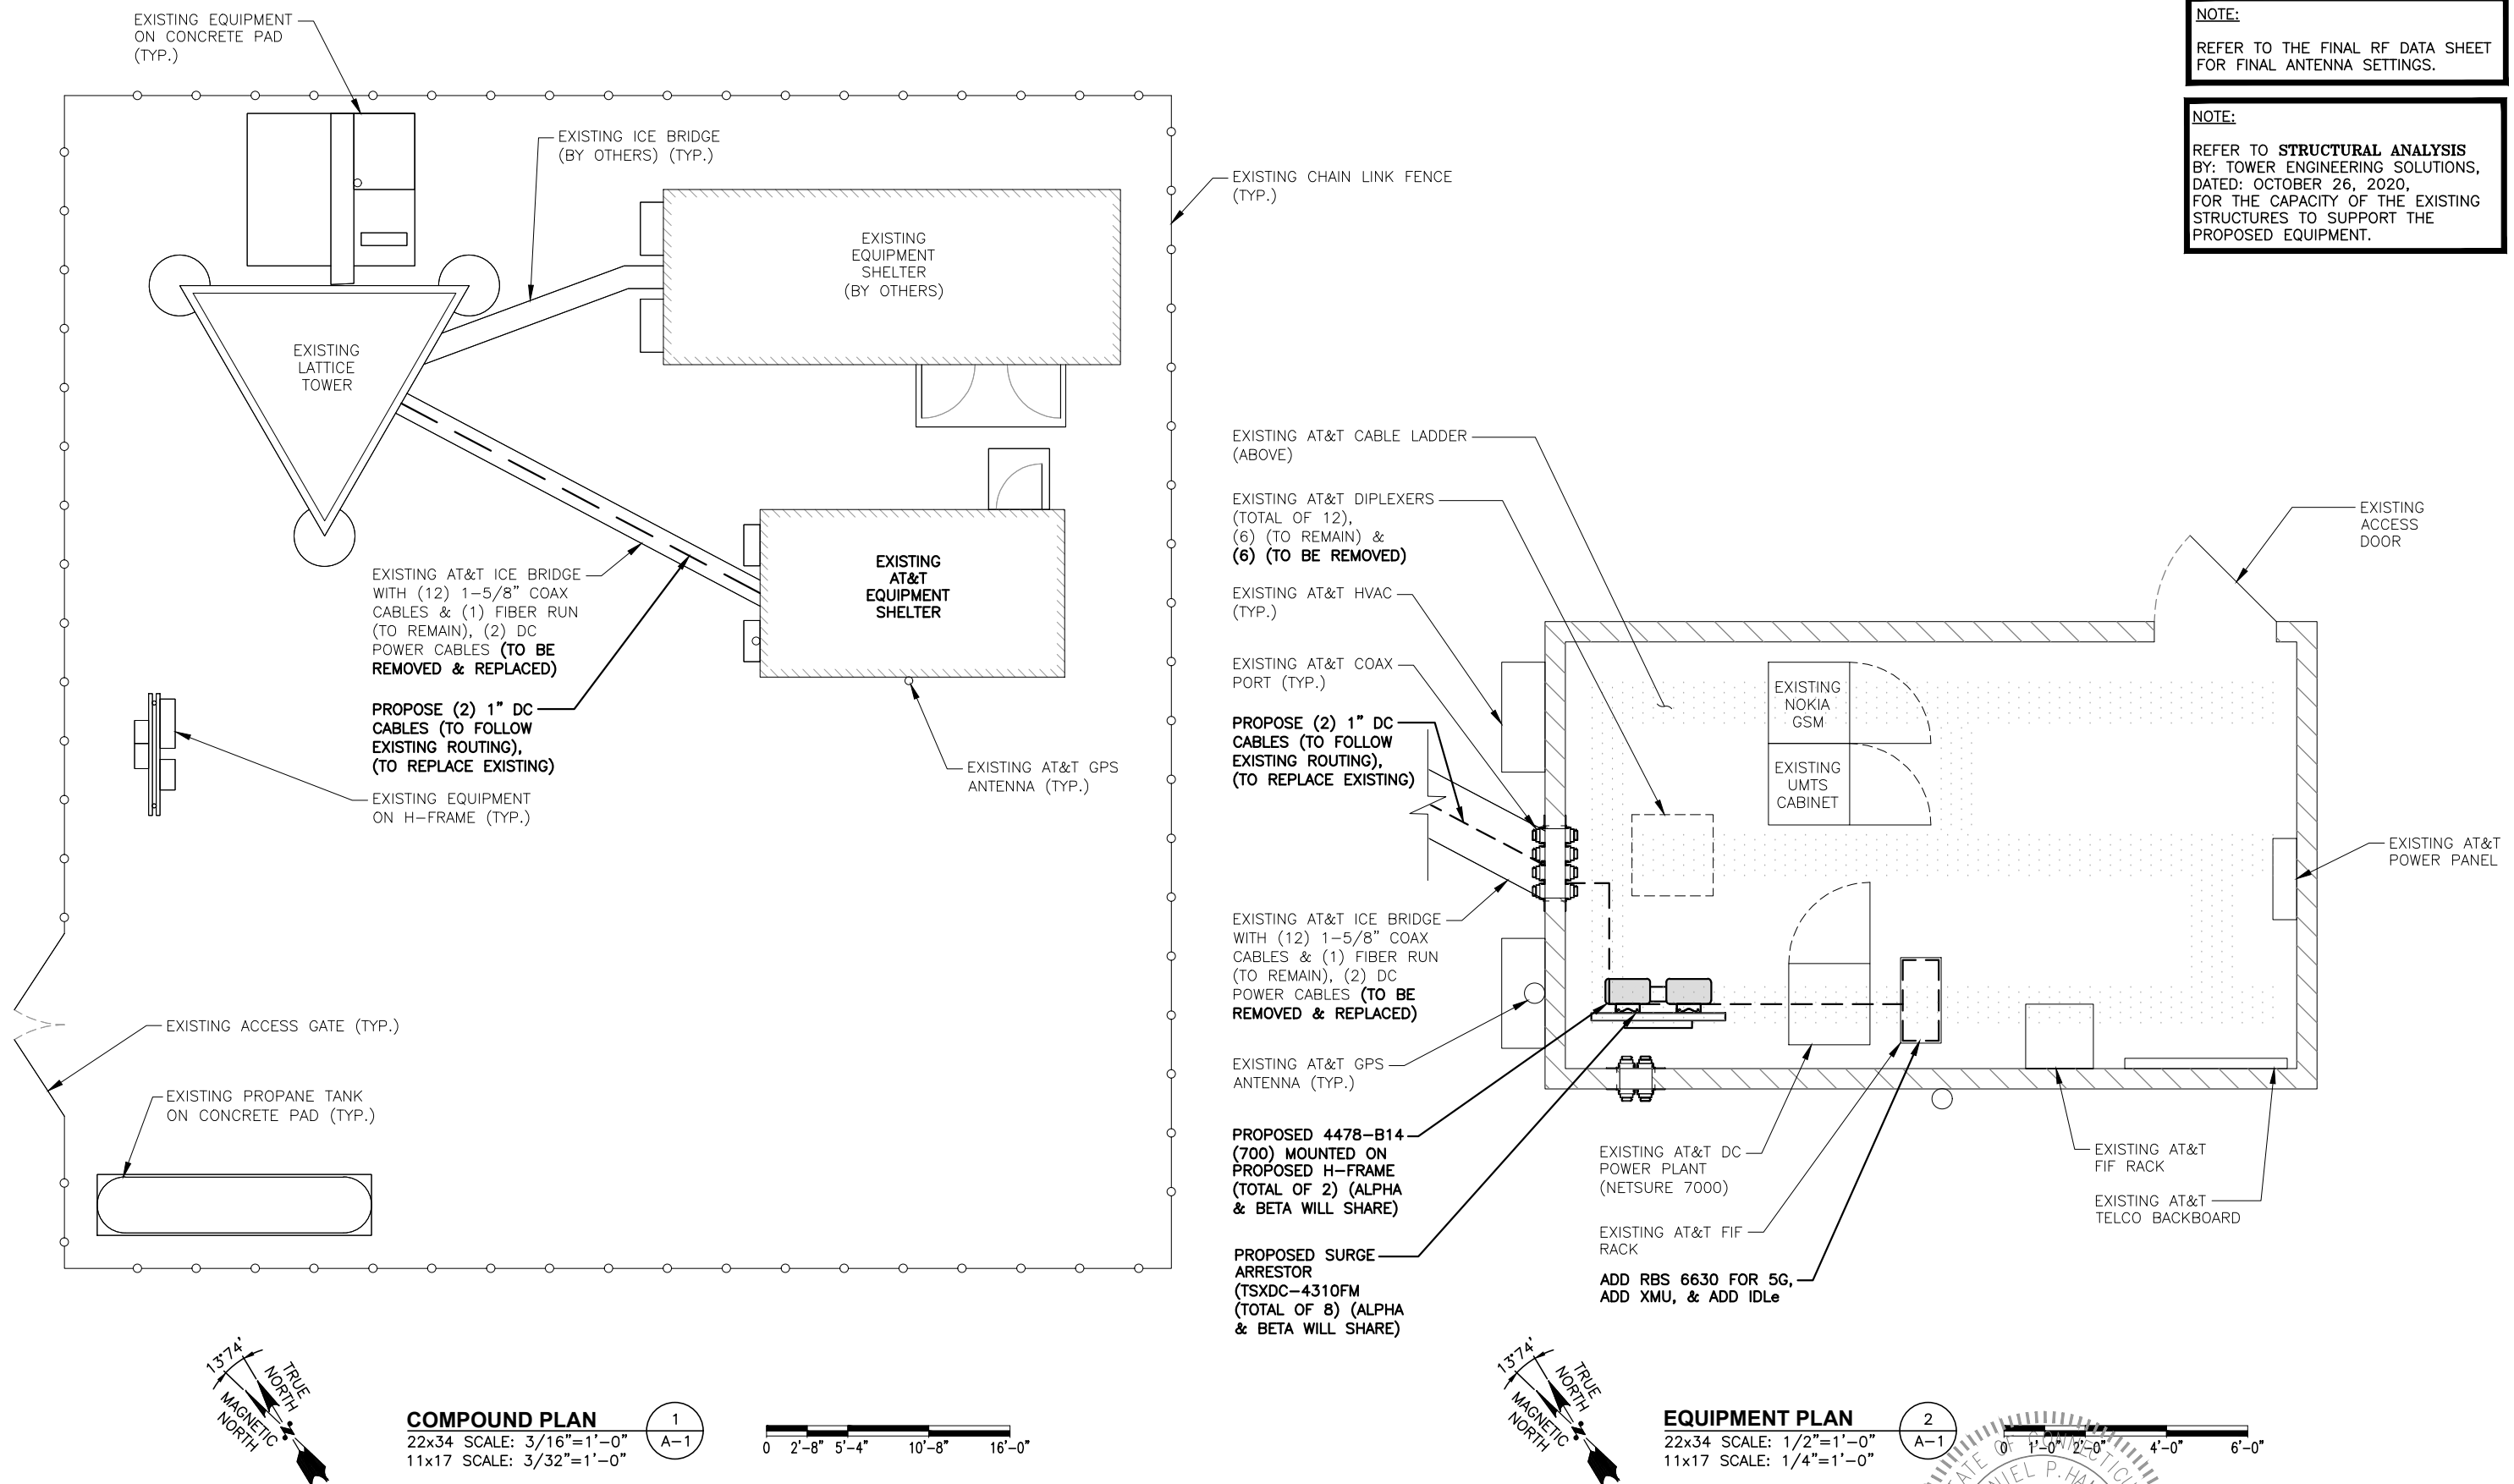 EXISTING EQUIPMENT
ON CONCRETE PAD
(TYP.)
EXISTING ICE BRIDGE
(BY OTHERS) (TYP.)
EXISTING CHAIN LINK FENCE
(TYP.)
EXISTING
EQUIPMENT
SHELTER
(BY OTHERS)
EXISTING
LATTICE
TOWER
EXISTING
AT&T
EQUIPMENT
SHELTER
EXISTING AT&T ICE BRIDGE
WITH (12) 1-5/8" COAX
CABLES & (1) FIBER RUN
(TO REMAIN), (2) DC
POWER CABLES (TO BE
REMOVED & REPLACED)
PROPOSE (2) 1" DC
CABLES (TO FOLLOW
EXISTING ROUTING),
(TO REPLACE EXISTING)
EXISTING EQUIPMENT
ON H-FRAME (TYP.)
EXISTING AT&T GPS
ANTENNA (TYP.)
EXISTING ACCESS GATE (TYP.)
EXISTING PROPANE TANK
ON CONCRETE PAD (TYP.)
13°74'
TRUE
NORTH
MAGNETIC
NORTH
COMPOUND PLAN
22x34 SCALE: 3/16"=1'-0"
11x17 SCALE: 3/32"=1'-0"
1
A-1
0 2'-8" 5'-4" 10'-8" 16'-0"
NOTE:
REFER TO THE FINAL RF DATA SHEET
FOR FINAL ANTENNA SETTINGS.
NOTE:
REFER TO STRUCTURAL ANALYSIS
BY: TOWER ENGINEERING SOLUTIONS,
DATED: OCTOBER 26, 2020,
FOR THE CAPACITY OF THE EXISTING
STRUCTURES TO SUPPORT THE
PROPOSED EQUIPMENT.
EXISTING AT&T CABLE LADDER
(ABOVE)
EXISTING AT&T DIPLEXERS
(TOTAL OF 12),
(6) (TO REMAIN) &
(6) (TO BE REMOVED)
EXISTING AT&T HVAC
(TYP.)
EXISTING AT&T COAX
PORT (TYP.)
PROPOSE (2) 1" DC
CABLES (TO FOLLOW
EXISTING ROUTING),
(TO REPLACE EXISTING)
EXISTING AT&T ICE BRIDGE
WITH (12) 1-5/8" COAX
CABLES & (1) FIBER RUN
(TO REMAIN), (2) DC
POWER CABLES (TO BE
REMOVED & REPLACED)
EXISTING AT&T GPS
ANTENNA (TYP.)
PROPOSED 4478-B14
(700) MOUNTED ON
PROPOSED H-FRAME
(TOTAL OF 2) (ALPHA
& BETA WILL SHARE)
PROPOSED SURGE
ARRESTOR
(TSXDC-4310FM
(TOTAL OF 8) (ALPHA
& BETA WILL SHARE)
EXISTING
NOKIA
GSM
EXISTING
UMTS
CABINET
EXISTING
ACCESS
DOOR
EXISTING AT&T
POWER PANEL
EXISTING AT&T DC
POWER PLANT
(NETSURE 7000)
EXISTING AT&T FIF
RACK
ADD RBS 6630 FOR 5G,
ADD XMU, & ADD IDLe
EXISTING AT&T
FIF RACK
EXISTING AT&T
TELCO BACKBOARD
13°74'
TRUE
NORTH
MAGNETIC
NORTH
EQUIPMENT PLAN
22x34 SCALE: 1/2"=1'-0"
11x17 SCALE: 1/4"=1'-0"
2
A-1
0 1'-0" 2'-0" 4'-0" 6'-0"